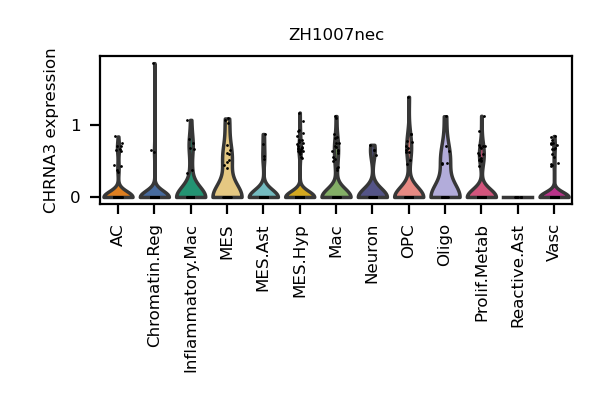 ZH1007nec
CHRNA3 expression
1
0
AC
Chromatin.Reg
Inflammatory.Mac
MES
MES.Ast
MES.Hyp
Mac
Neuron
OPC
Oligo
Prolif.Metab
Reactive.Ast
Vasc